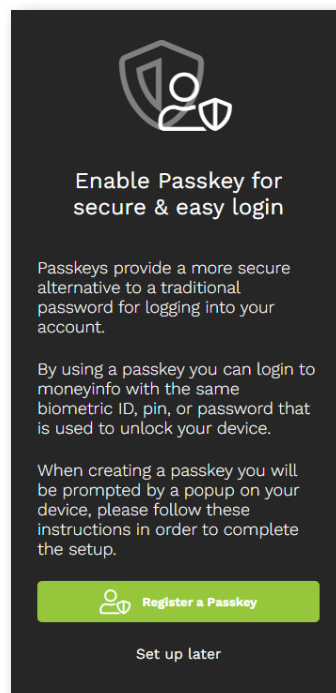 Enable Passkey for
secure & easy login
Passkeys provide a more secure
alternative to a traditional
password for logging into your
account.
By using a passkey you can login to
moneyinfo with the same
biometric ID, pin, or password that
is used to unlock your device.
When creating a passkey you will
be prompted by a popup on your
device, please follow these
instructions in order to complete
the setup.
Register a Passkey
Set up later